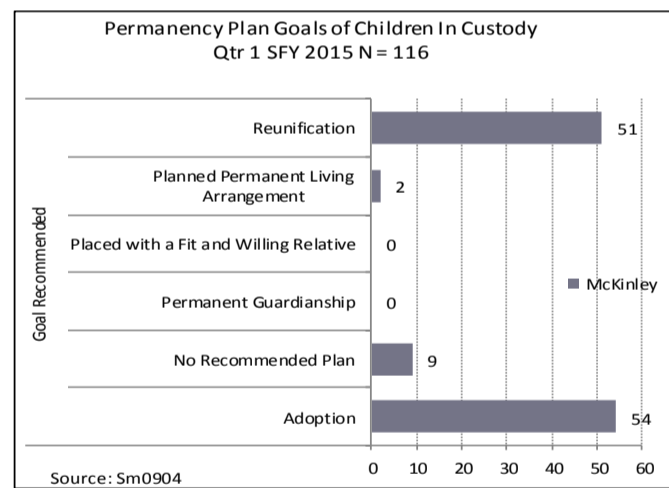 Permanency Plan Goals of Children In Custody
Qtr 1 SFY 2015 N = 116
Goal Recommended
Reunification
51
Planned Permanent Living
Arrangement
2
Placed with a Fit and Willing Relative
0
Permanent Guardianship
0
McKinley
No Recommended Plan
9
Adoption
54
0 10 20 30 40 50 60
Source: Sm0904